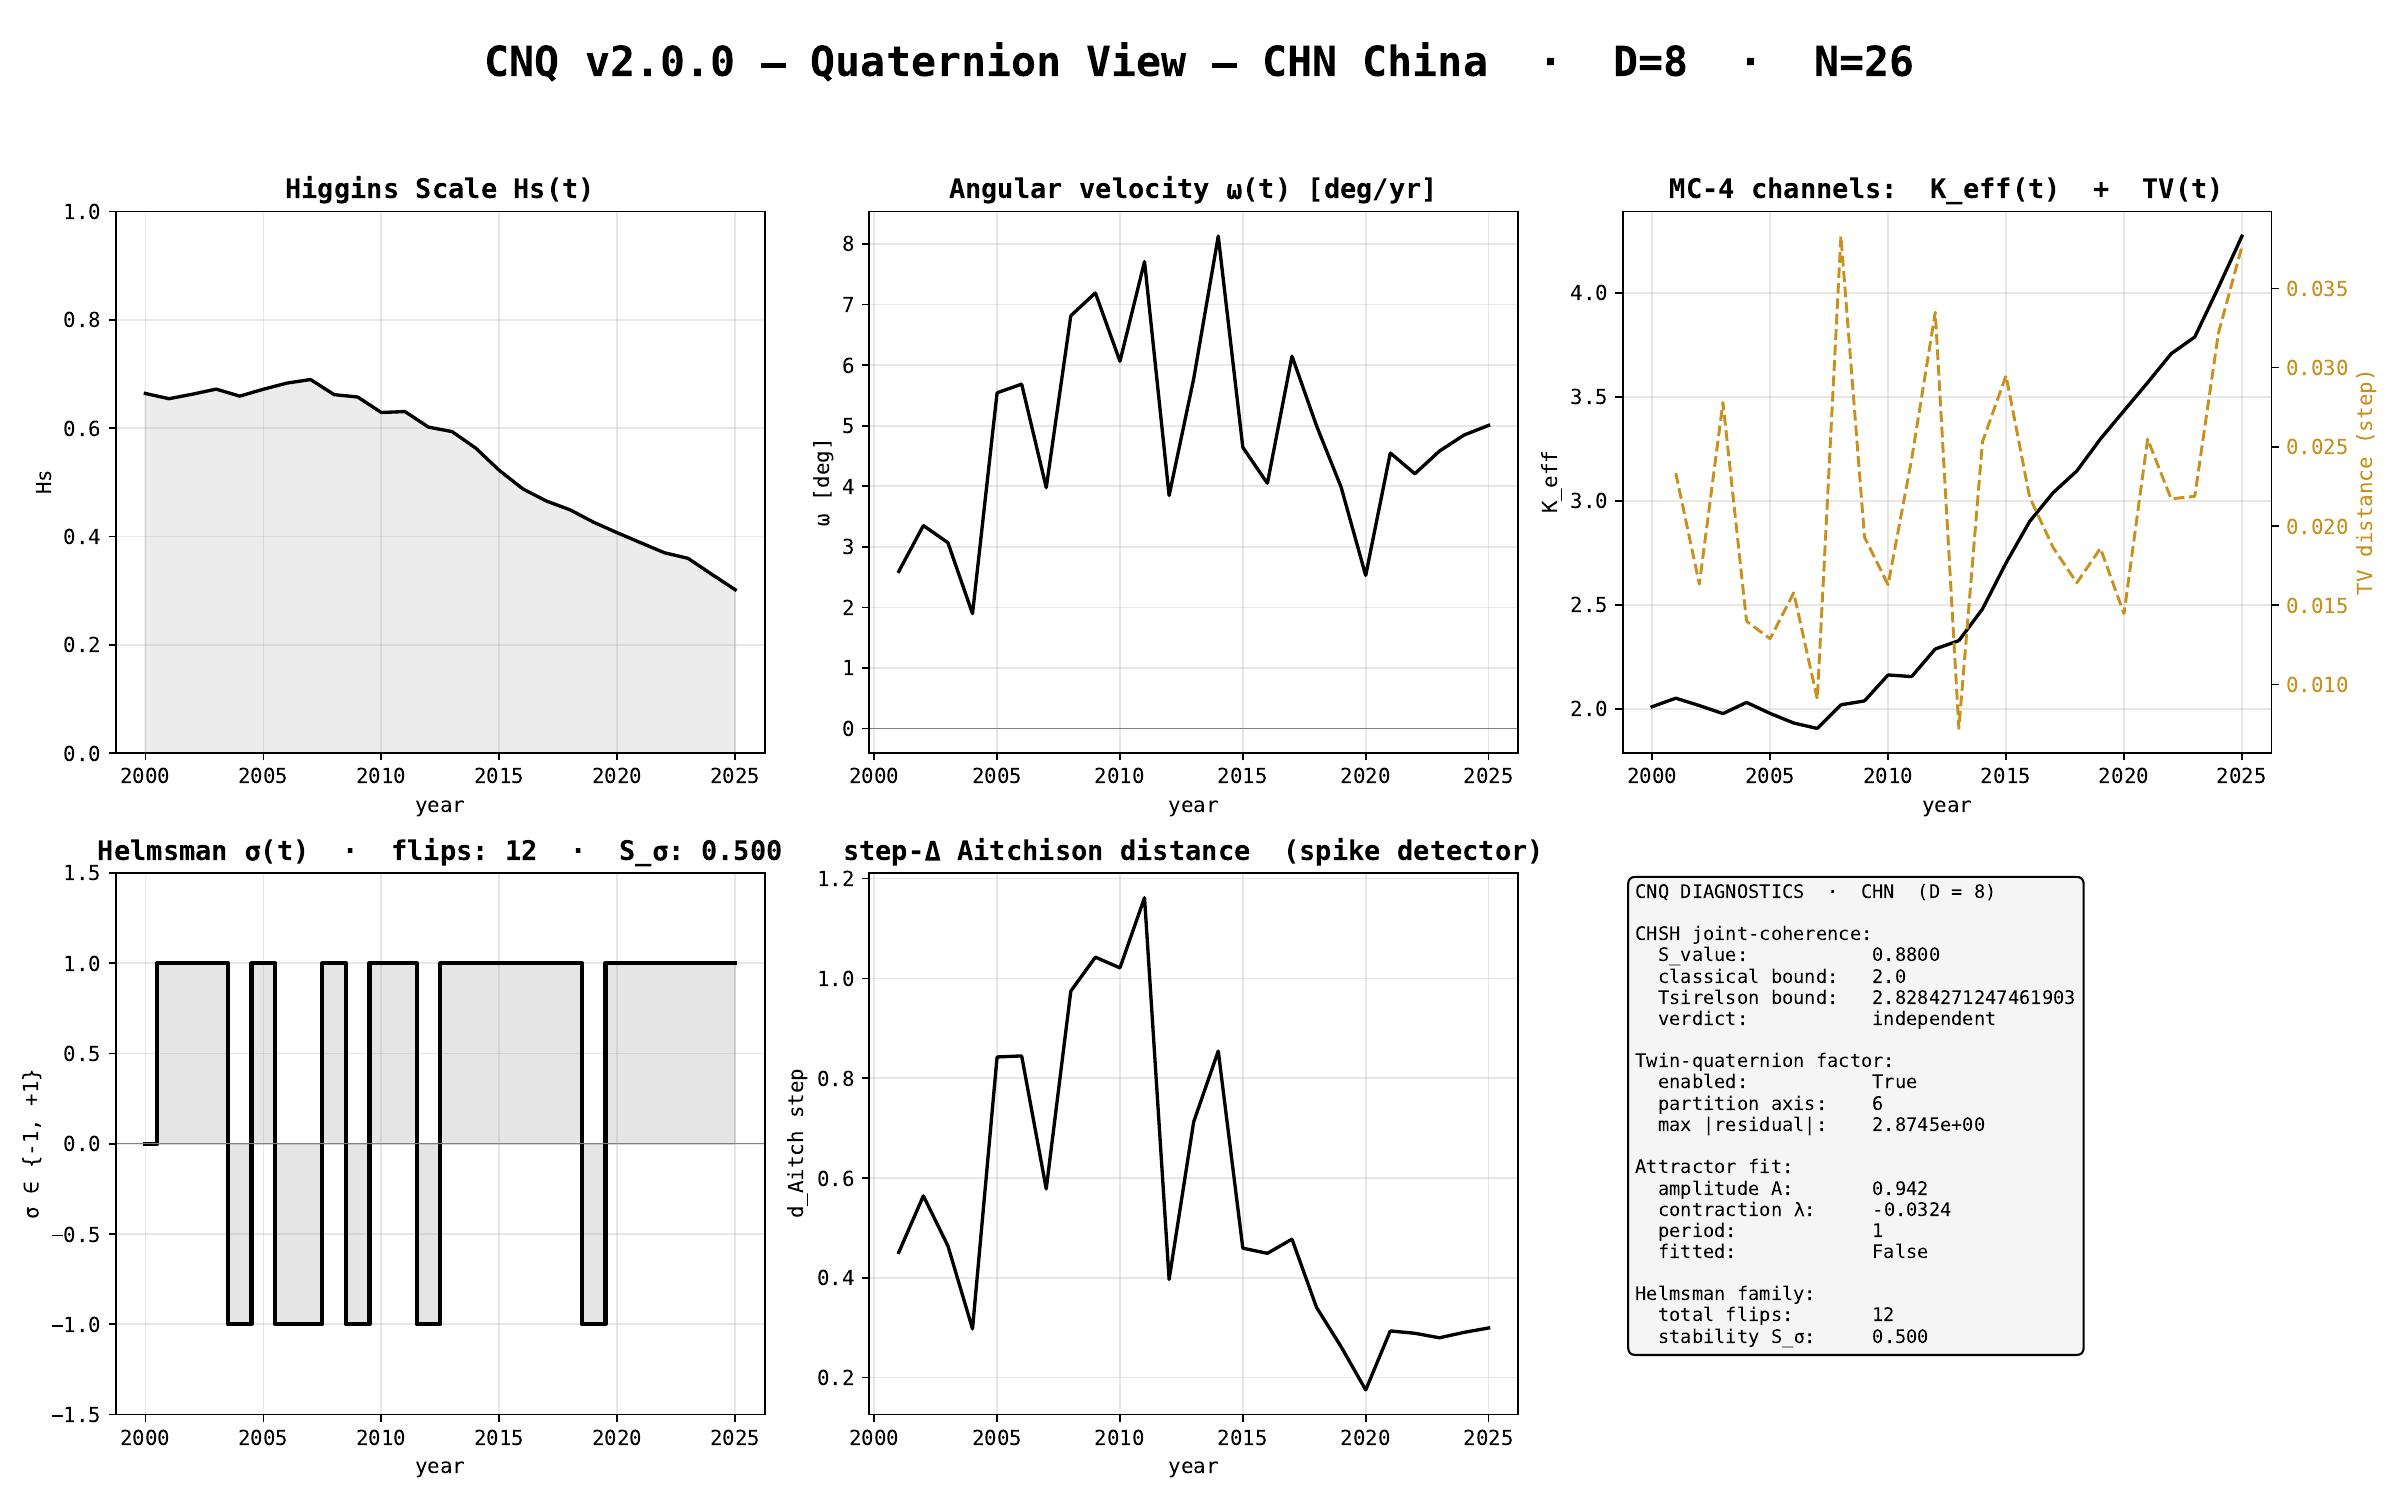 CNQ v2.0.0 — Quaternion View — CHN China · D=8 · N=26
Higgins Scale Hs(t)
1.0
0.8
0.6
0.4
0.2
0.0
Hs
2000 2005 2010 2015 2020 2025
year
Angular velocity ω(t) [deg/yr]
8
7
6
5
4
3
2
1
0
ω [deg]
2000 2005 2010 2015 2020 2025
year
MC-4 channels: K_eff(t) + TV(t)
4.0
3.5
3.0
2.5
2.0
K_eff
0.035
0.030
0.025
0.020
0.015
0.010
TV distance (step)
2000 2005 2010 2015 2020 2025
year
Helmsman σ(t) · flips: 12 · S_σ: 0.500
1.5
1.0
0.5
0.0
−0.5
−1.0
−1.5
σ ∈ {-1, +1}
2000 2005 2010 2015 2020 2025
year
step-Δ Aitchison distance (spike detector)
1.2
1.0
0.8
0.6
0.4
0.2
d_Aitch step
2000 2005 2010 2015 2020 2025
year
CNQ DIAGNOSTICS · CHN (D = 8)
CHSH joint-coherence:
S_value: 0.8800
classical bound: 2.0
Tsirelson bound: 2.8284271247461903
verdict: independent
Twin-quaternion factor:
enabled: True
partition axis: 6
max |residual|: 2.8745e+00
Attractor fit:
amplitude A: 0.942
contraction λ: -0.0324
period: 1
fitted: False
Helmsman family:
total flips: 12
stability S_σ: 0.500